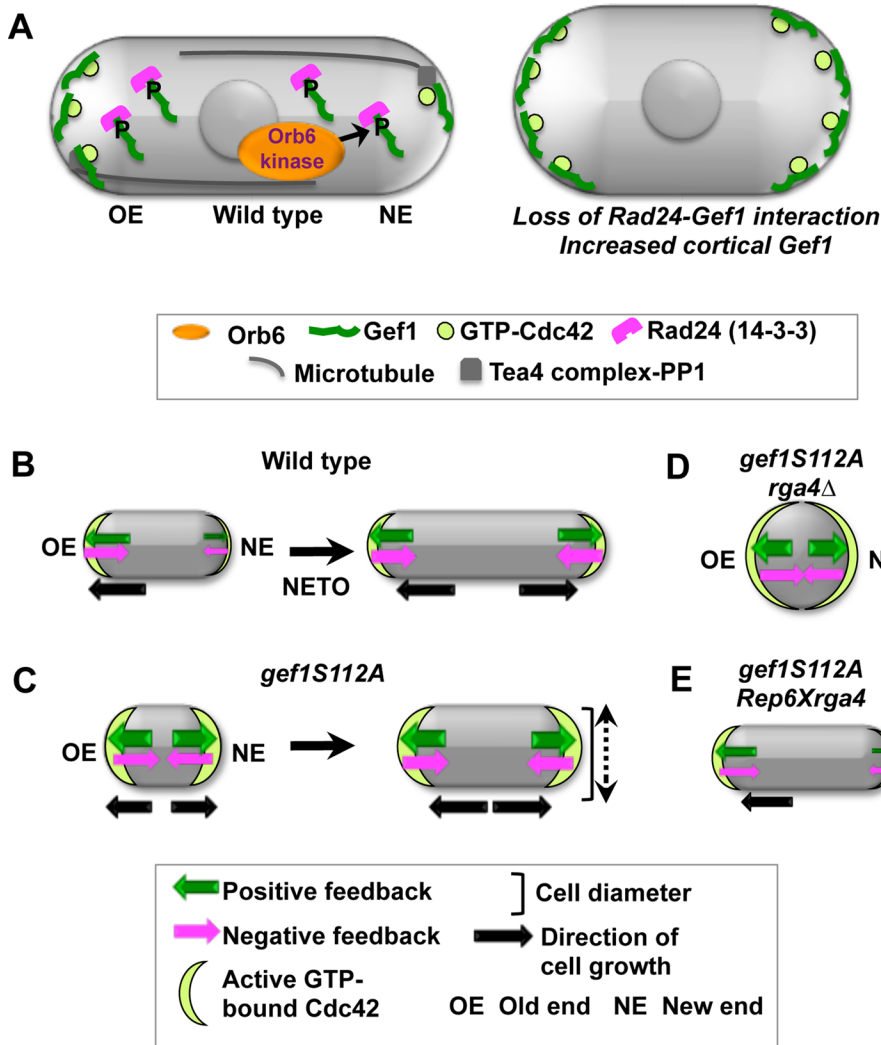 A
P
P
P
P
Orb6
kinase
OE Wild type NE
Loss of Rad24-Gef1 interaction
Increased cortical Gef1
Orb6 Gef1 GTP-Cdc42 Rad24 (14-3-3)
Microtubule Tea4 complex-PP1
B Wild type
OE NE
NETO
D gef1S112A
rga4Δ
OE N
C gef1S112A
OE NE
E gef1S112A
Rep6Xrga4
Positive feedback
Negative feedback
Active GTP-
bound Cdc42
Cell diameter
Direction of
cell growth
OE Old end NE New end